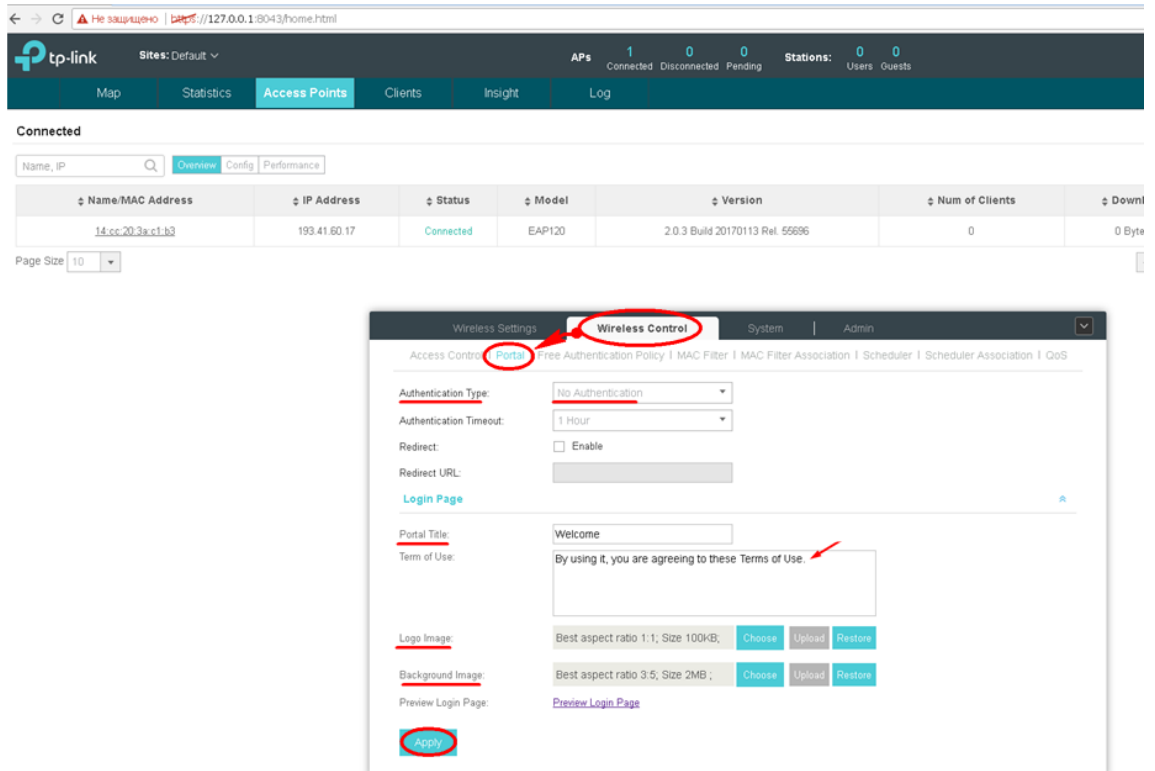 Не защищено | https://127.0.0.1:8043/home.html
tp-link Sites: Default APs 1 0 0 Stations: 0 0
Connected Disconnected Pending Users Guests
Map Statistics Access Points Clients Insight Log
Connected
Name, IP Overview Config Performance
Name/MAC Address IP Address Status Model Version Num of Clients Downl
14:cc:20:3a:c1:b3 193.41.60.17 Connected EAP120 2.0.3 Build 20170113 Rel. 55696 0 0 Byte
Page Size 10
Wireless Settings Wireless Control System | Admin
Access Control | Portal | Free Authentication Policy | MAC Filter | MAC Filter Association | Scheduler | Scheduler Association | QoS
Authentication Type: No Authentication
Authentication Timeout: 1 Hour
Redirect: Enable
Redirect URL:
Login Page
Portal Title: Welcome
Term of Use: By using it, you are agreeing to these Terms of Use.
Logo Image: Best aspect ratio 1:1; Size 100KB; Choose Upload Restore
Background Image: Best aspect ratio 3:5; Size 2MB ; Choose Upload Restore
Preview Login Page: Preview Login Page
Apply